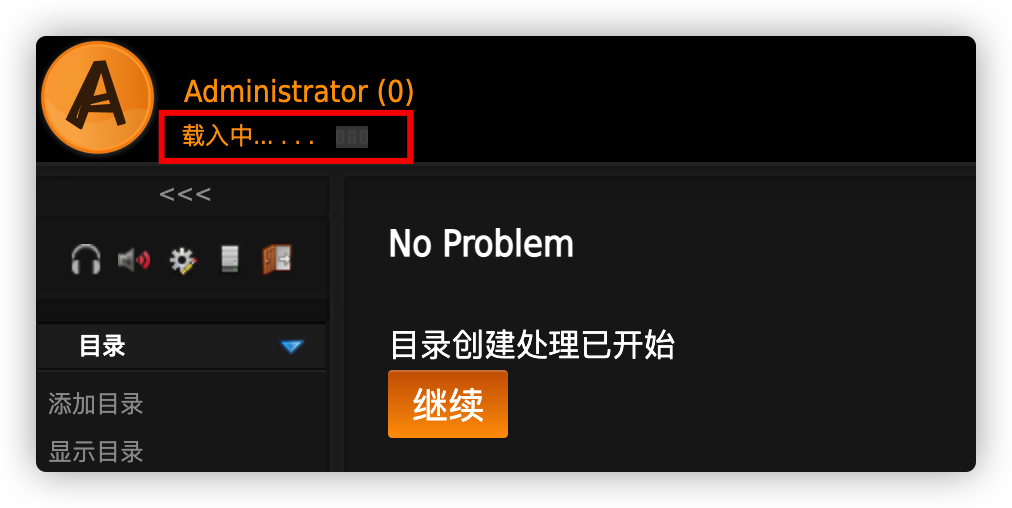 Administrator (0)
载入中... . . .
<<<
No Problem
目录创建处理已开始
继续
目录
添加目录
显示目录